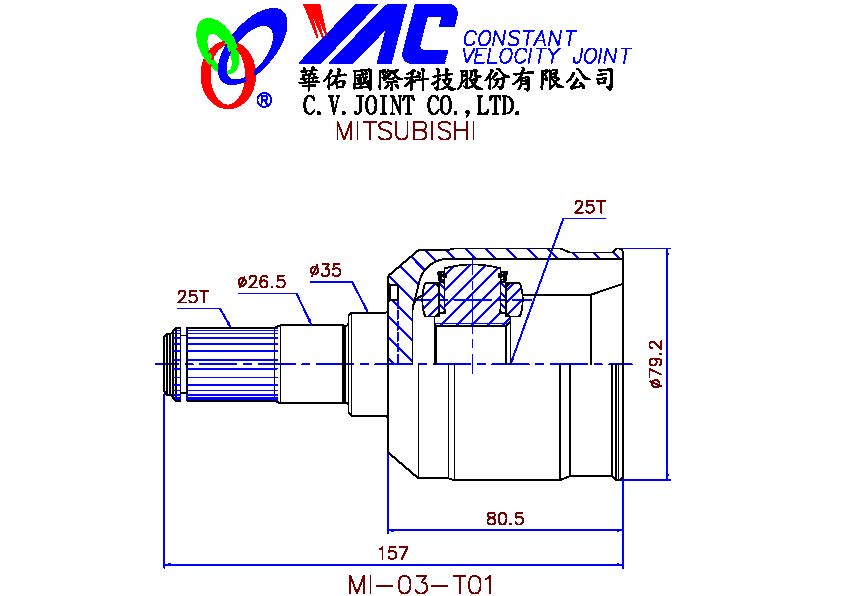 YAC CONSTANT
VELOCITY JOINT
®
華佑國際科技股份有限公司
C.V.JOINT CO.,LTD.
MITSUBISHI
25T
ø35
ø26.5
25T
ø79.2
80.5
157
MI-03-T01